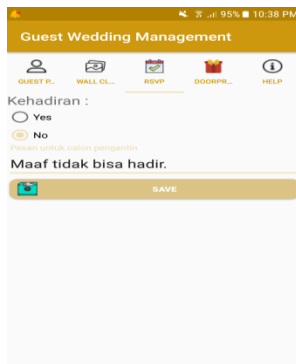 95% 10:38 PM
Guest Wedding Management
GUEST P... WALL CL... RSVP DOORPR... HELP
Kehadiran :
Yes
No
Pesan untuk calon pengantin
Maaf tidak bisa hadir.
SAVE